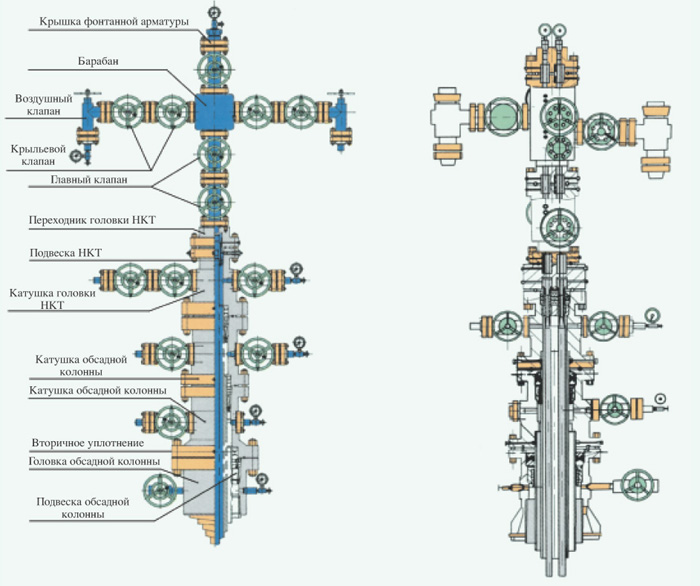 Крышка фонтанной арматуры
Барабан
Воздушный
клапан
Крыльевой
клапан
Главный клапан
Переходник головки НКТ
Подвеска НКТ
Катушка головки
НКТ
Катушка обсадной
колонны
Катушка обсадной колонны
Вторичное уплотнение
Головка обсадной колонны
Подвеска обсадной
колонны